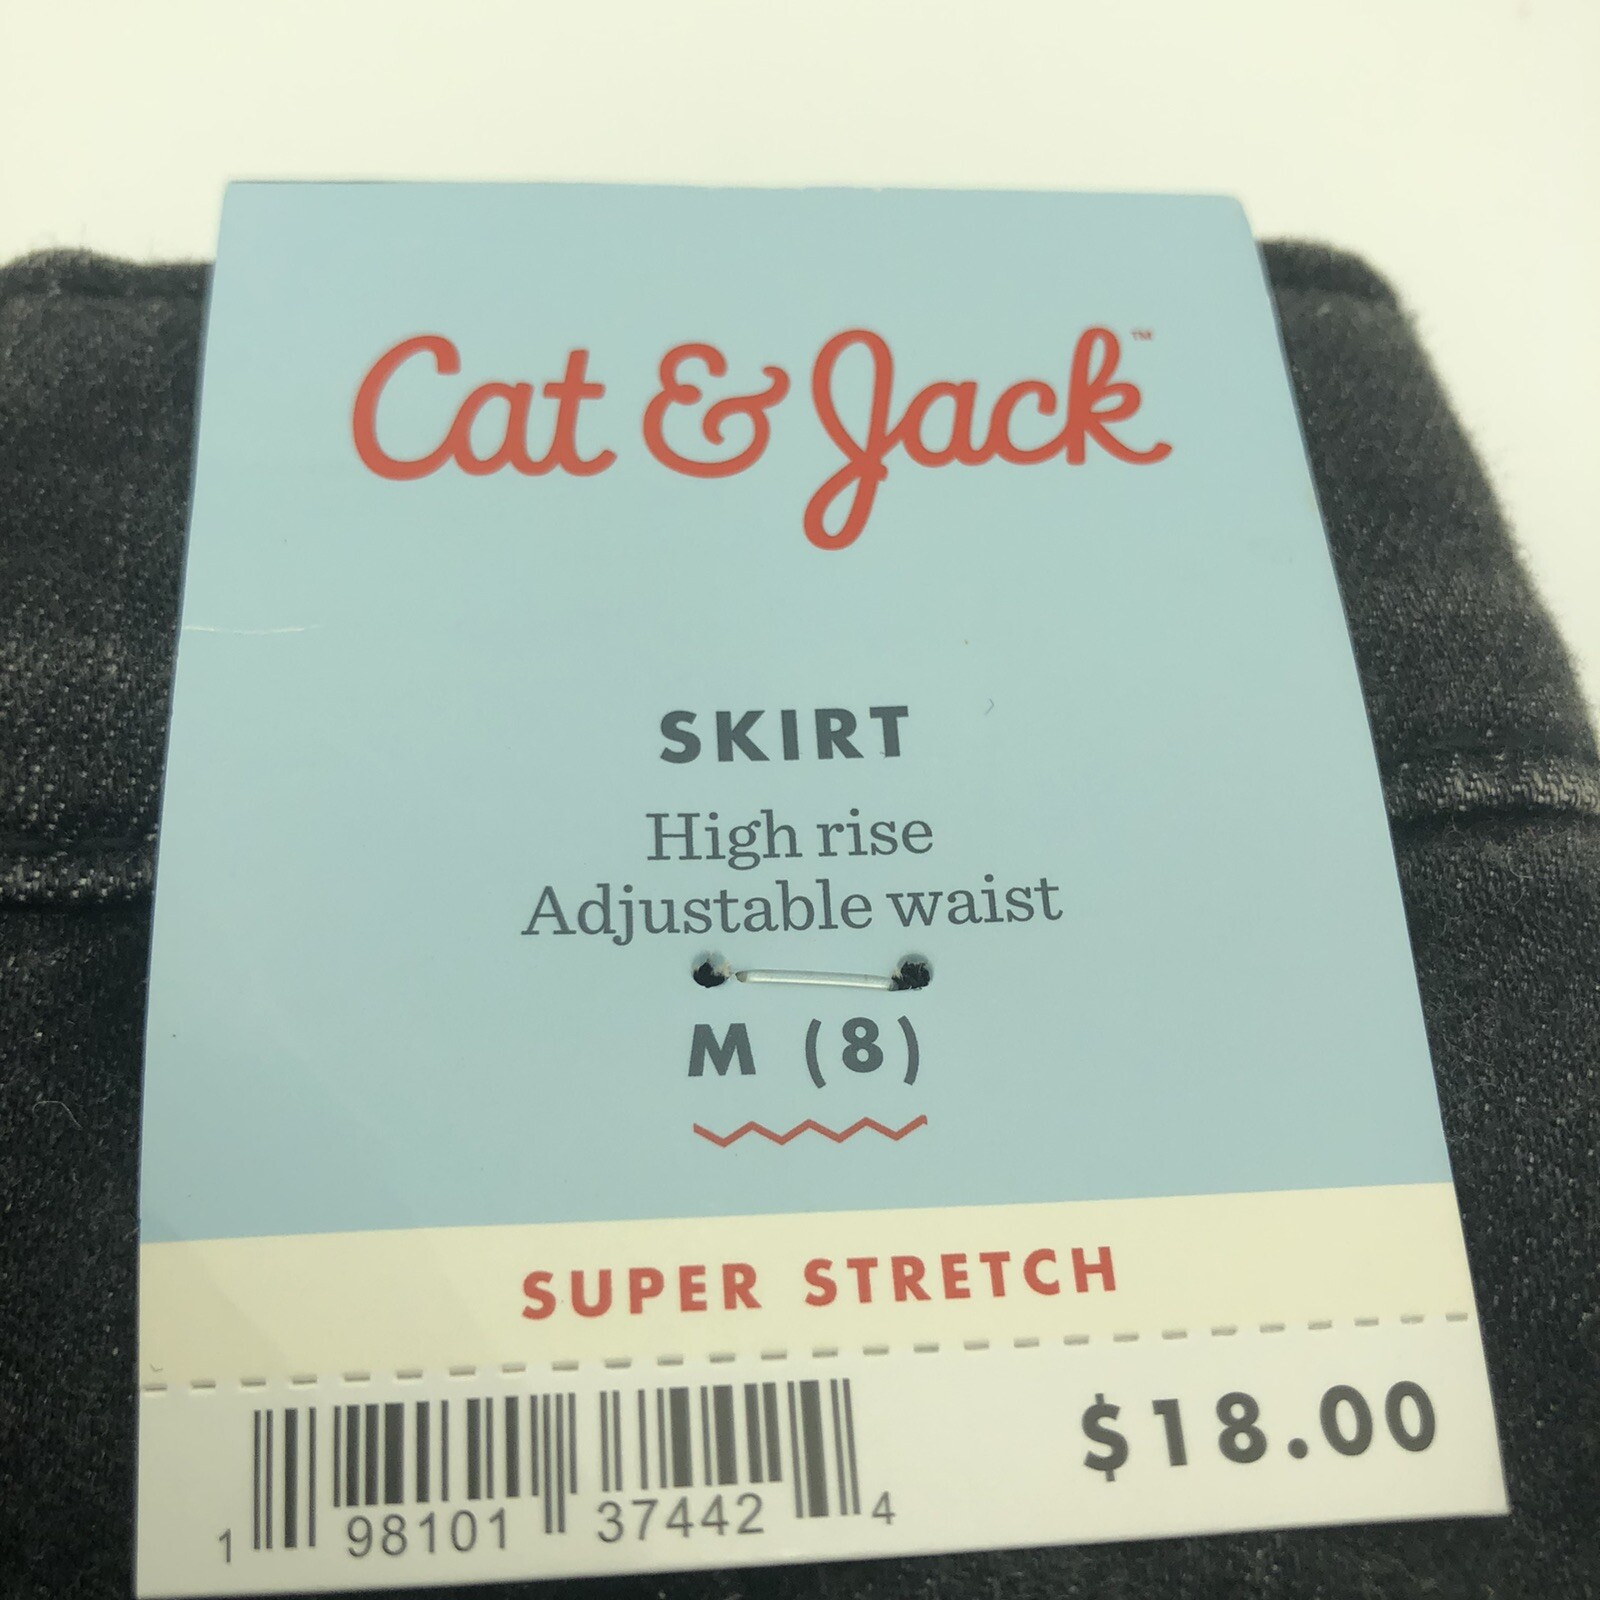 Cat & Jack™
SKIRT
High rise
Adjustable waist
M (8)
SUPER STRETCH
$18.00
1 98101 37442 4